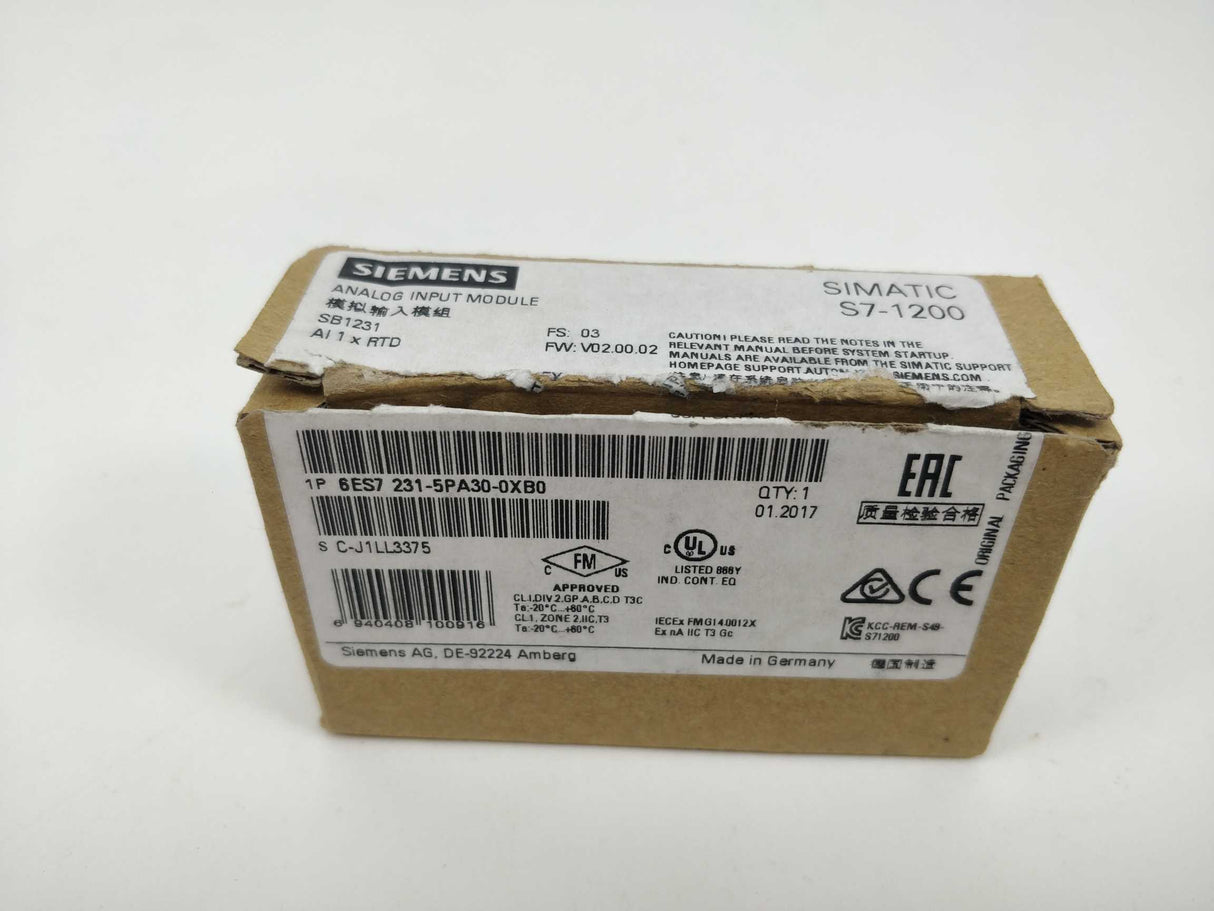 SIEMENS
ANALOG INPUT MODULE
模拟输入模组
SB1231
AI 1 x RTD
FS: 03
FW: V02.00.02
SIMATIC
S7-1200
CAUTION! PLEASE READ THE NOTES IN THE
RELEVANT MANUAL BEFORE SYSTEM STARTUP.
MANUALS ARE AVAILABLE FROM THE SIMATIC SUPPORT
HOMEPAGE SUPPORT.AUTOM SIEMENS.COM.
1P 6ES7 231-5PA30-0XB0
QTY: 1
01.2017
S C-J1LL3375
EAC
质量检验合格
ORIGINAL PACKAGING
C FM US
APPROVED
CL.I,DIV.2,GP.A,B,C,D T3C
Ta:-20°C...+60°C
CL.1, ZONE 2,IIC,T3
Ta:-20°C...+60°C
C UL US
LISTED 866Y
IND. CONT. EQ
IECEx FMG14.0012X
Ex nA IIC T3 Gc
CE
KCC-REM-S49-
S71200
6 940408 100916
Siemens AG, DE-92224 Amberg
Made in Germany
德国制造